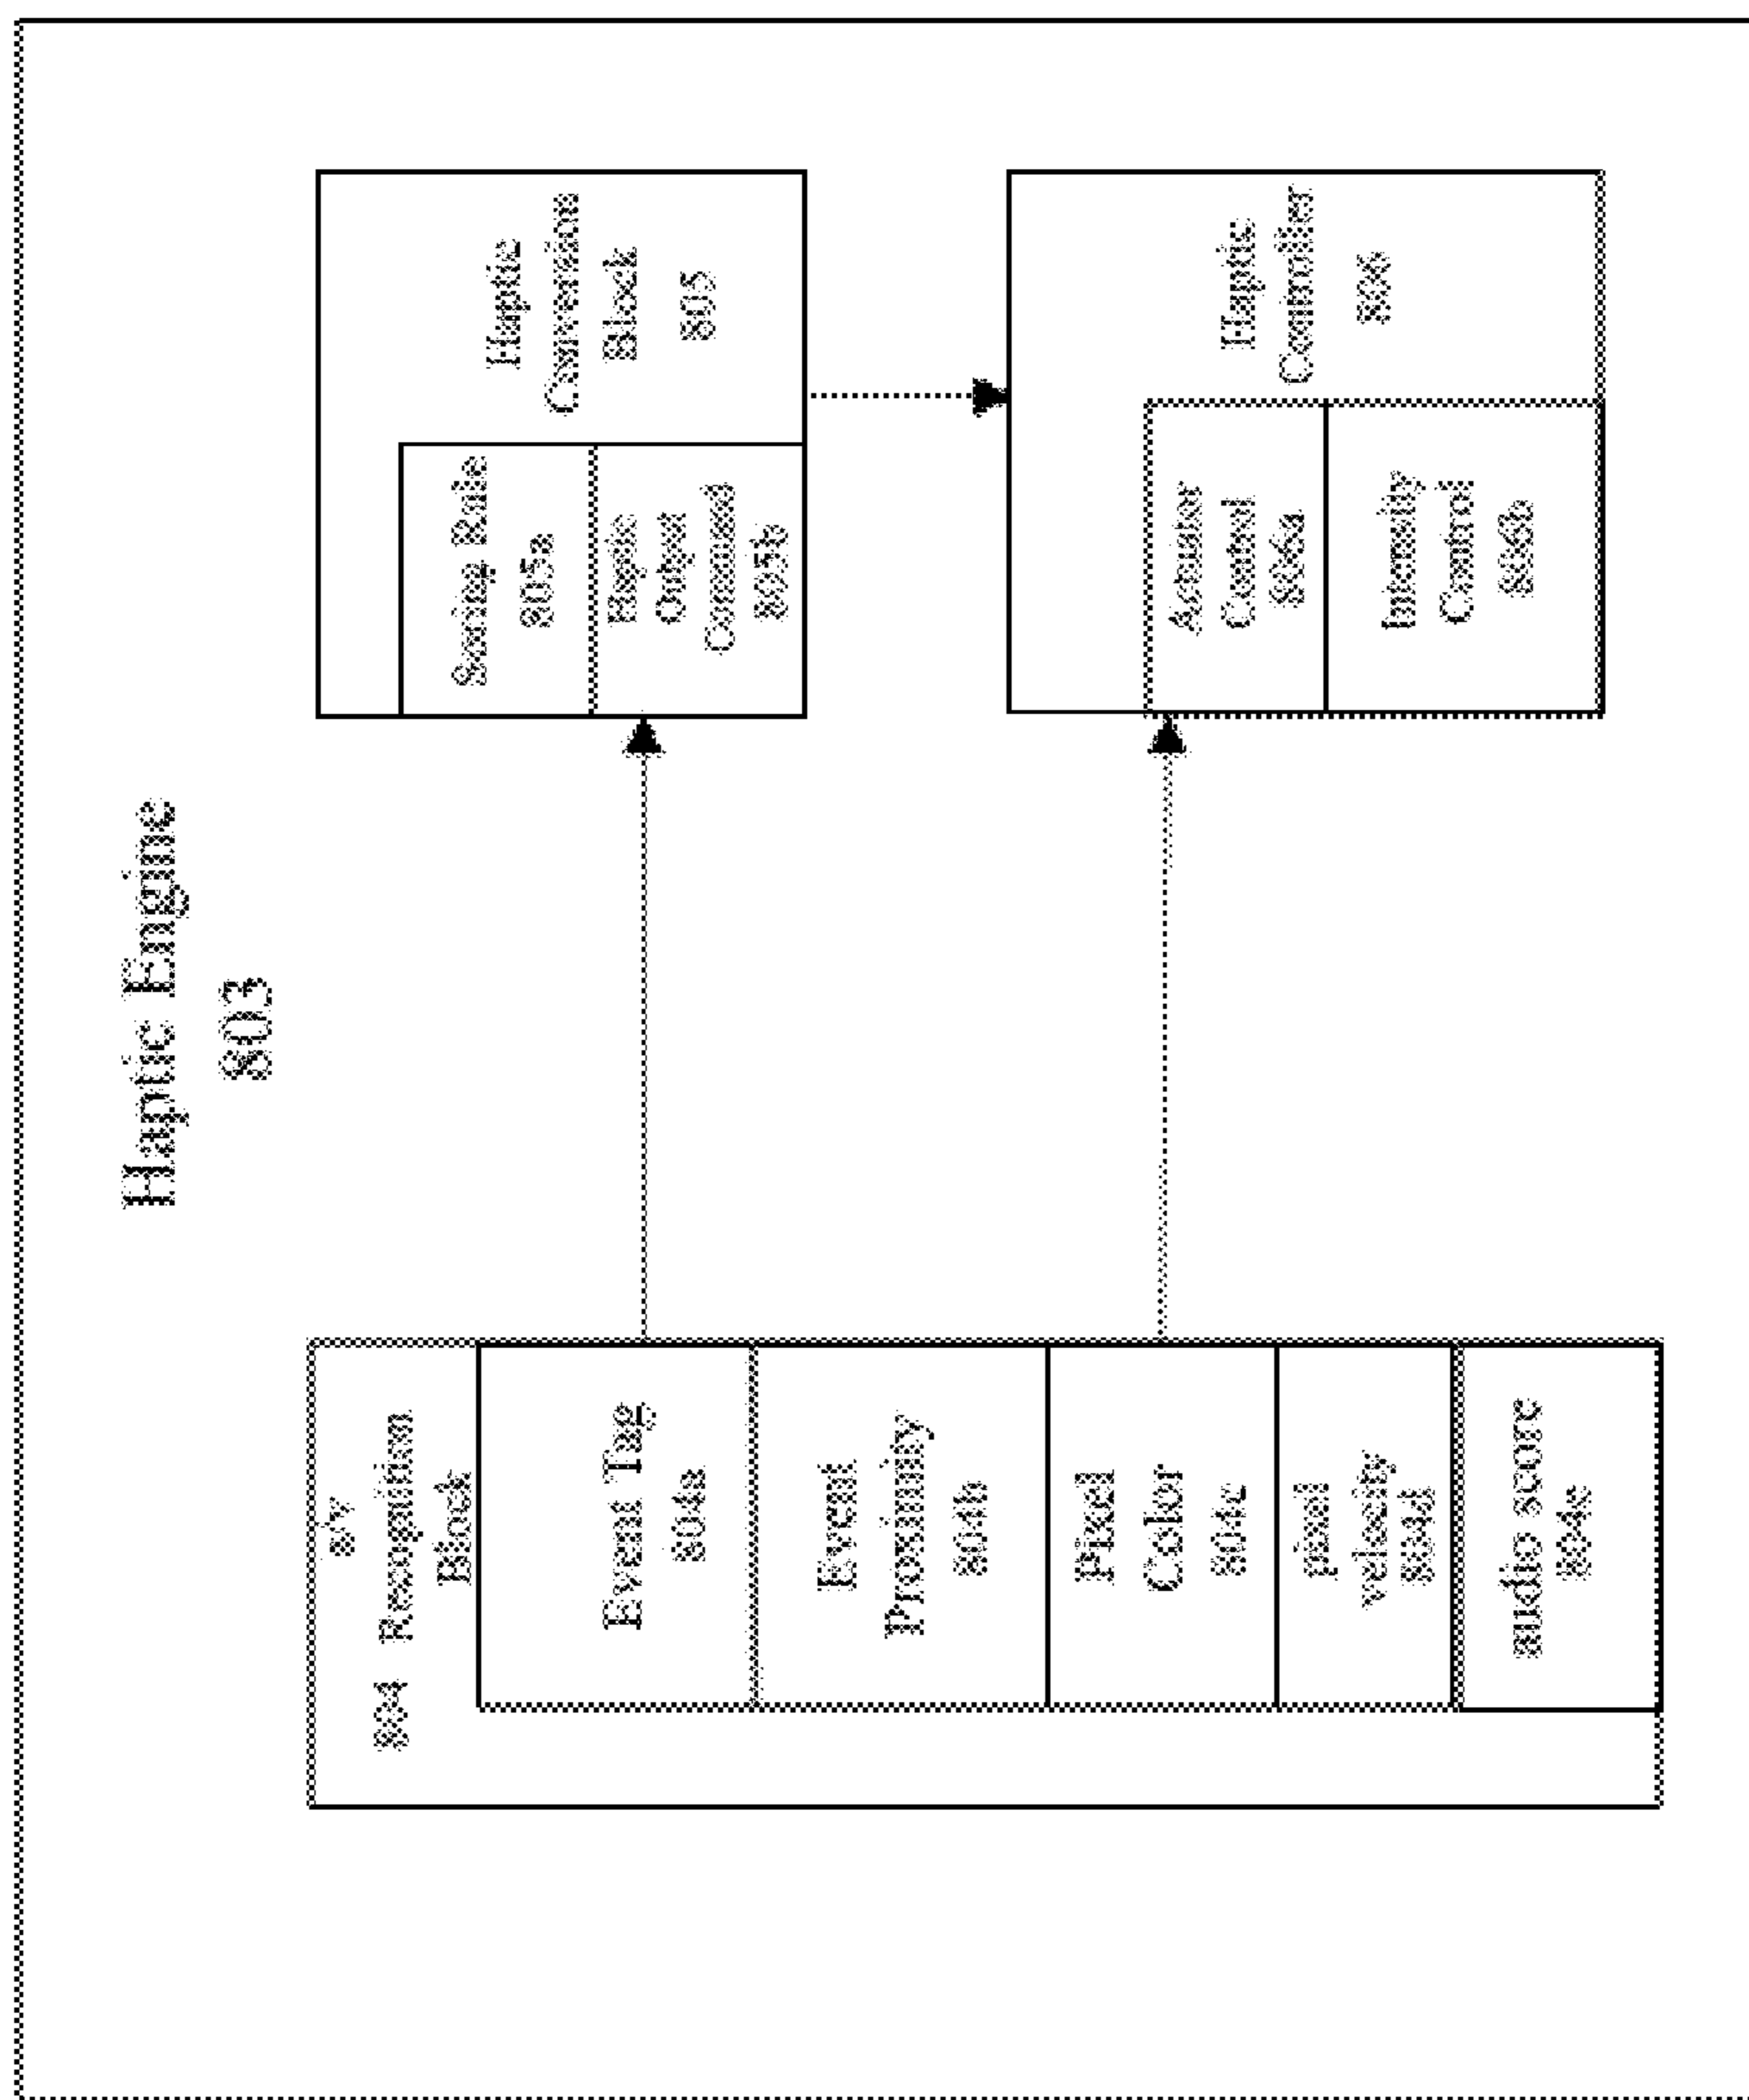 Haptic Engine
803
a/v
804 Recognition
Block
Event Tag
804a
Event
Proximity
804b
Pixel
Color
804c
pixel
velocity
804d
audio score
804e
Haptic
Conversion
Block
805
Scoring Rule
805a
Haptic
Output
Command
805b
Haptic
Controller
806
Actuator
Control
806a
Intensity
Control
806b